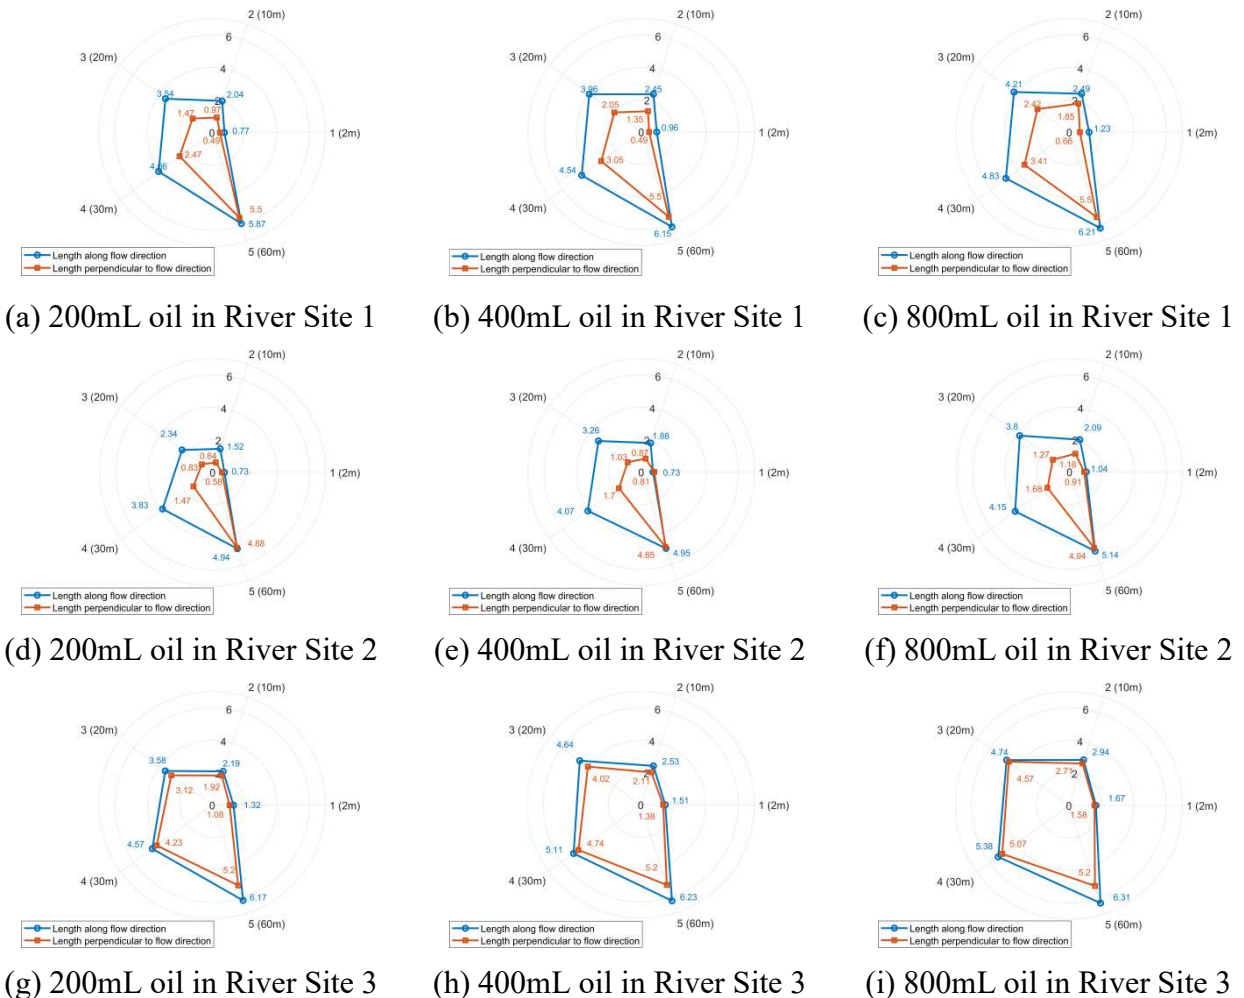 2 (10m)
6
3 (20m)
4
3.54
2
2.04
1.47
0.97
0
0.77
1 (2m)
0.49
2.47
4.06
4 (30m)
5.5
5.87
5 (60m)
Length along flow direction
Length perpendicular to flow direction
(a) 200mL oil in River Site 1
2 (10m)
6
3 (20m)
4
3.96
2.45
2
2.05
1.35
0
0.96
1 (2m)
0.49
3.05
4.54
4 (30m)
5.5
6.15
5 (60m)
Length along flow direction
Length perpendicular to flow direction
(b) 400mL oil in River Site 1
2 (10m)
6
3 (20m)
4
4.21
2.49
2
2.42
1.85
0
1.23
1 (2m)
0.66
3.41
4.83
4 (30m)
5.5
6.21
5 (60m)
Length along flow direction
Length perpendicular to flow direction
(c) 800mL oil in River Site 1
2 (10m)
6
3 (20m)
4
2.34
2
1.52
0.64
0.83
0
0.73
1 (2m)
0.58
1.47
3.83
4 (30m)
4.88
4.94
5 (60m)
Length along flow direction
Length perpendicular to flow direction
(d) 200mL oil in River Site 2
2 (10m)
6
3 (20m)
4
3.26
2
1.88
1.03
0.87
0
0.73
1 (2m)
0.81
1.7
4.07
4 (30m)
4.85
4.95
5 (60m)
Length along flow direction
Length perpendicular to flow direction
(e) 400mL oil in River Site 2
2 (10m)
6
3 (20m)
4
3.8
2.09
2
1.27
1.18
0
1.04
1 (2m)
0.91
1.68
4.15
4 (30m)
4.94
5.14
5 (60m)
Length along flow direction
Length perpendicular to flow direction
(f) 800mL oil in River Site 2
2 (10m)
6
3 (20m)
4
3.58
2.19
2
3.12
1.92
0
1.32
1 (2m)
1.08
4.57
4.23
4 (30m)
5.2
6.17
5 (60m)
Length along flow direction
Length perpendicular to flow direction
(g) 200mL oil in River Site 3
2 (10m)
6
3 (20m)
4
4.64
2.53
2
4.02
2.11
0
1.51
1 (2m)
1.38
5.11
4.74
4 (30m)
5.2
6.23
5 (60m)
Length along flow direction
Length perpendicular to flow direction
(h) 400mL oil in River Site 3
2 (10m)
6
3 (20m)
4
4.74
2.94
2
4.57
2.71
0
1.67
1 (2m)
1.58
5.38
5.07
4 (30m)
5.2
6.31
5 (60m)
Length along flow direction
Length perpendicular to flow direction
(i) 800mL oil in River Site 3